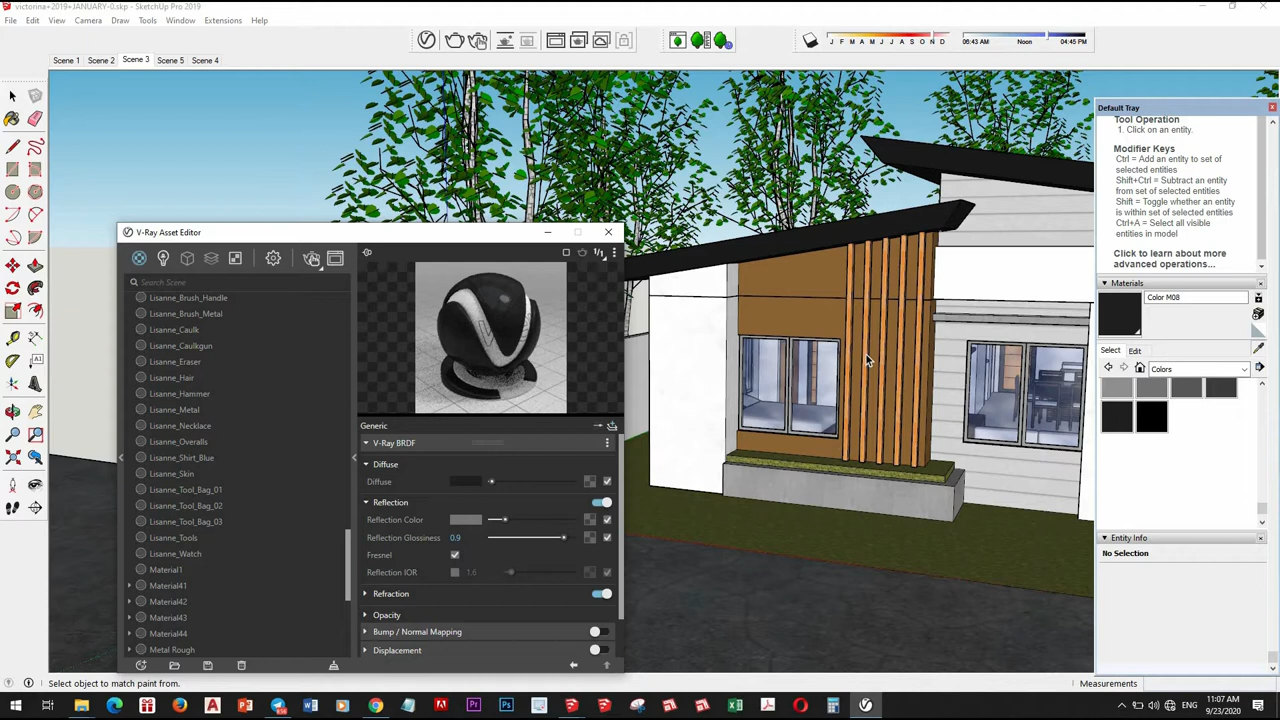 victorina+2019+JANUARY-0.skp - SketchUp Pro 2019
File Edit View Camera Draw Tools Window Extensions Help
J F M A M J J A S O N D 06:43 AM Noon 04:45 PM
Scene 1 Scene 2 Scene 3 Scene 5 Scene 4
Default Tray
Tool Operation
1. Click on an entity.
Modifier Keys
Ctrl = Add an entity to set of
selected entities
Shift+Ctrl = Subtract an entity
from set of selected entities
Shift = Toggle whether an entity
is within set of selected entities
Ctrl+A = Select all visible
entities in model
Click to learn about more
advanced operations...
Materials
Color M08
Select Edit
Colors
Entity Info
No Selection
V-Ray Asset Editor
Search Scene
Lisanne_Brush_Handle
Lisanne_Brush_Metal
Lisanne_Caulk
Lisanne_Caulkgun
Lisanne_Eraser
Lisanne_Hair
Lisanne_Hammer
Lisanne_Metal
Lisanne_Necker
Lisanne_Overalls
Lisanne_Shirt_Blue
Lisanne_Skin
Lisanne_Tool_Bag_01
Lisanne_Tool_Bag_02
Lisanne_Tool_Bag_03
Lisanne_Tools
Lisanne_Watch
Material1
Material41
Material42
Material43
Material44
Metal Rough
Generic
V-Ray BRDF
Diffuse
Diffuse
Reflection
Reflection Color
Reflection Glossiness 0.9
Fresnel
Reflection IOR 1.6
Refraction
Opacity
Bump / Normal Mapping
Displacement
Select object to match paint from.
Measurements
ENG
11:07 AM
9/23/2020